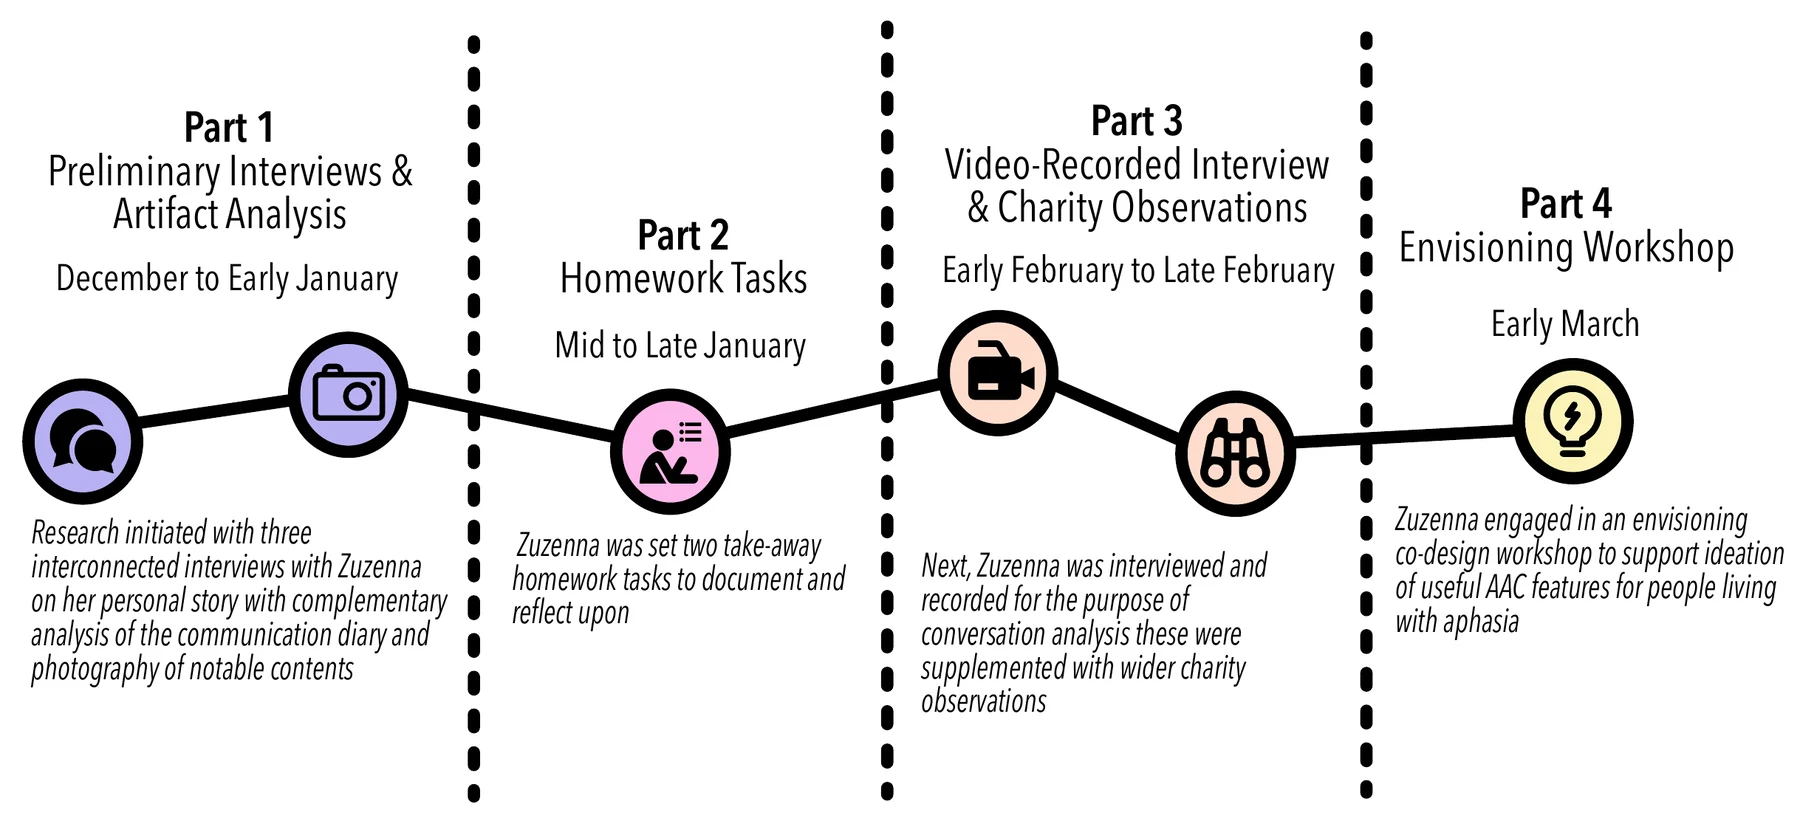 Part 1
Preliminary Interviews &
Artifact Analysis
December to Early January
Research initiated with three
interconnected interviews with Zuzenna
on her personal story with complementary
analysis of the communication diary and
photography of notable contents
Part 2
Homework Tasks
Mid to Late January
Zuzenna was set two take-away
homework tasks to document and
reflect upon
Part 3
Video-Recorded Interview
& Charity Observations
Early February to Late February
Next, Zuzenna was interviewed and
recorded for the purpose of
conversation analysis these were
supplemented with wider charity
observations
Part 4
Envisioning Workshop
Early March
Zuzenna engaged in an envisioning
co-design workshop to support ideation
of useful AAC features for people living
with aphasia